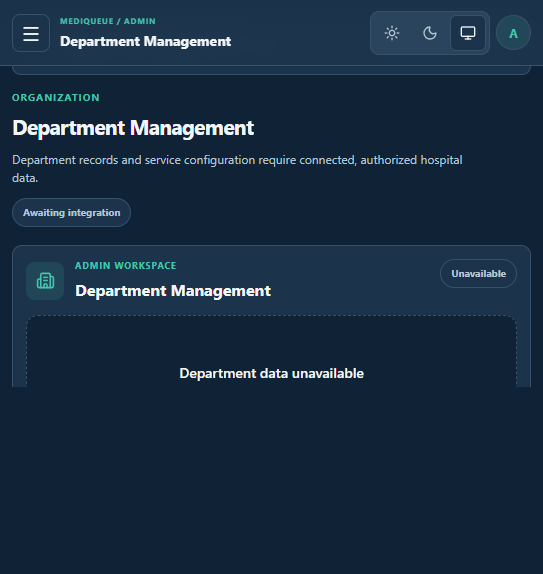 MEDIQUEUE / ADMIN
Department Management
A
ORGANIZATION
Department Management
Department records and service configuration require connected, authorized hospital
data.
Awaiting integration
ADMIN WORKSPACE
Department Management
Unavailable
Department data unavailable